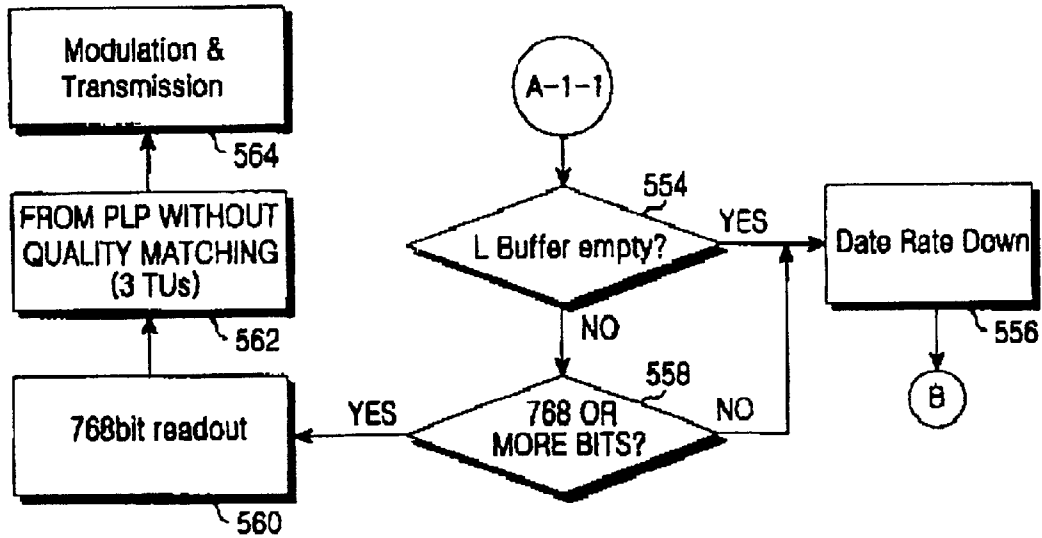 Modulation &
Transmission
564
FROM PLP WITHOUT
QUALITY MATCHING
(3 TUs)
562
768bit readout
560
A-1-1
554
L Buffer empty?
YES
NO
558
768 OR
MORE BITS?
YES
NO
Date Rate Down
556
B